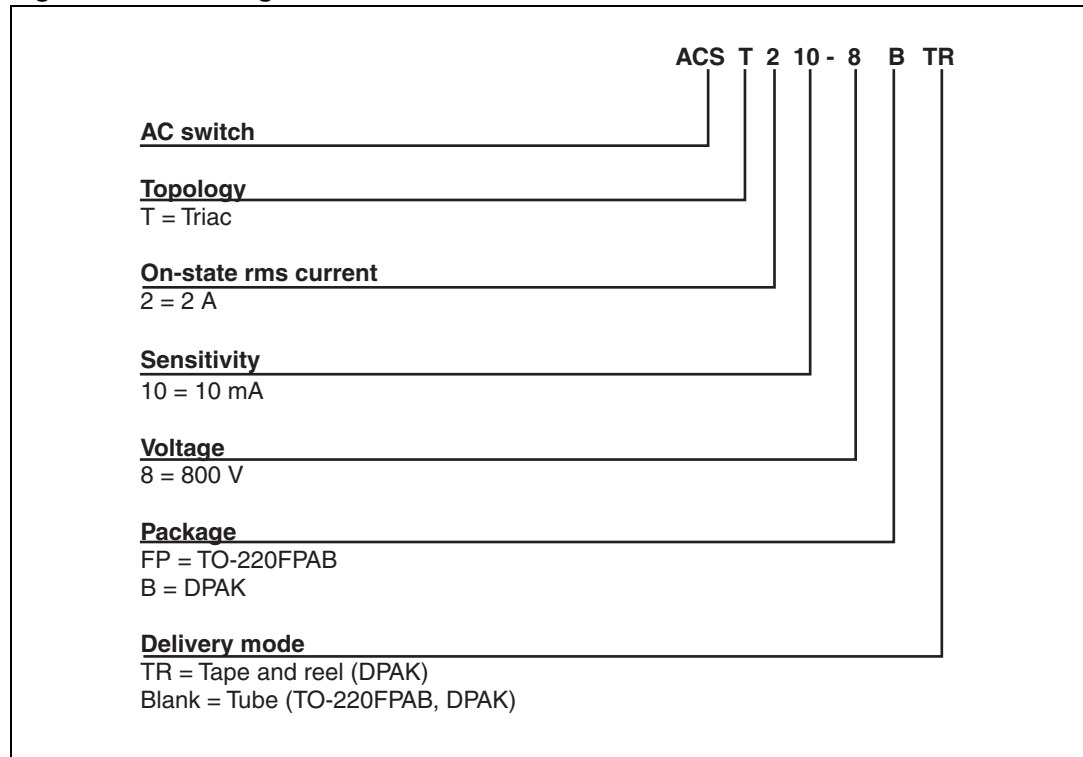 ACS T 2 10 - 8 B TR
AC switch
Topology
T = Triac
On-state rms current
2 = 2 A
Sensitivity
10 = 10 mA
Voltage
8 = 800 V
Package
FP = TO-220FPAB
B = DPAK
Delivery mode
TR = Tape and reel (DPAK)
Blank = Tube (TO-220FPAB, DPAK)